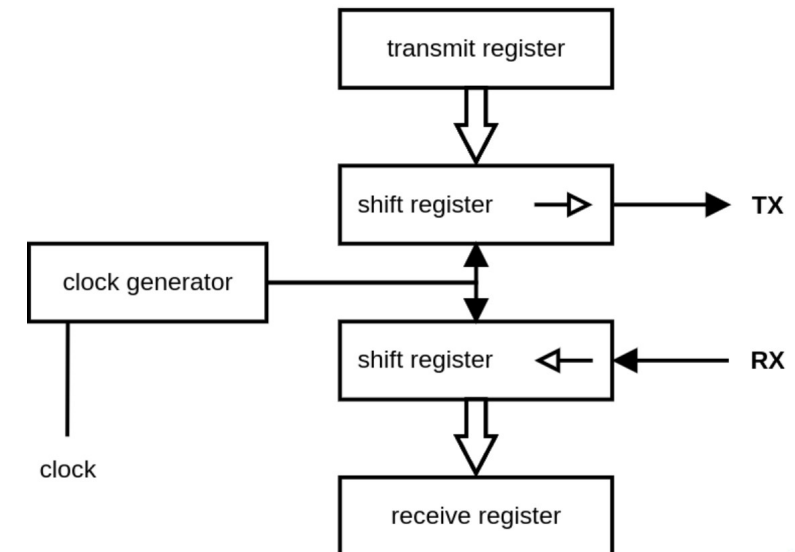 transmit register
shift register
TX
clock generator
shift register
RX
clock
receive register